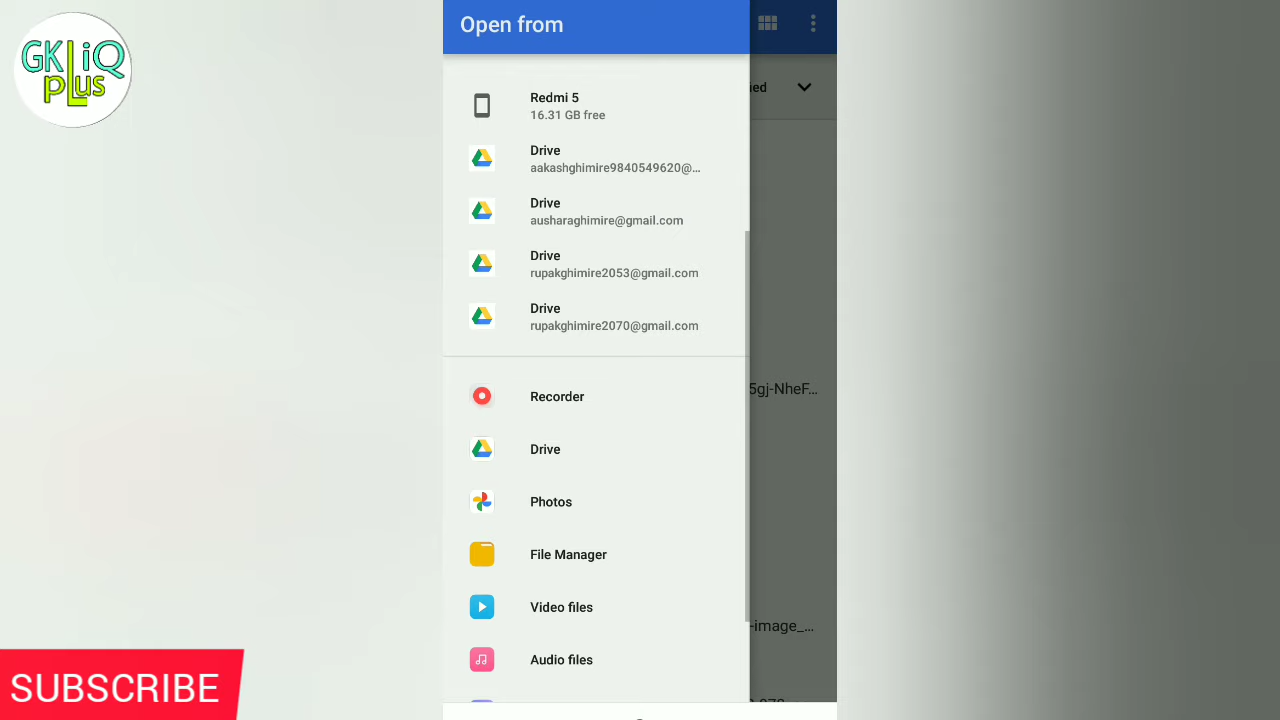 GK iQ
pLus
Open from
ied
Redmi 5
16.31 GB free
Drive
aakashghimire9840549620@...
Drive
ausharaghimire@gmail.com
Drive
rupakghimire2053@gmail.com
Drive
rupakghimire2070@gmail.com
Recorder
5gj-NheF...
Drive
Photos
File Manager
Video files
-image_...
Audio files
SUBSCRIBE